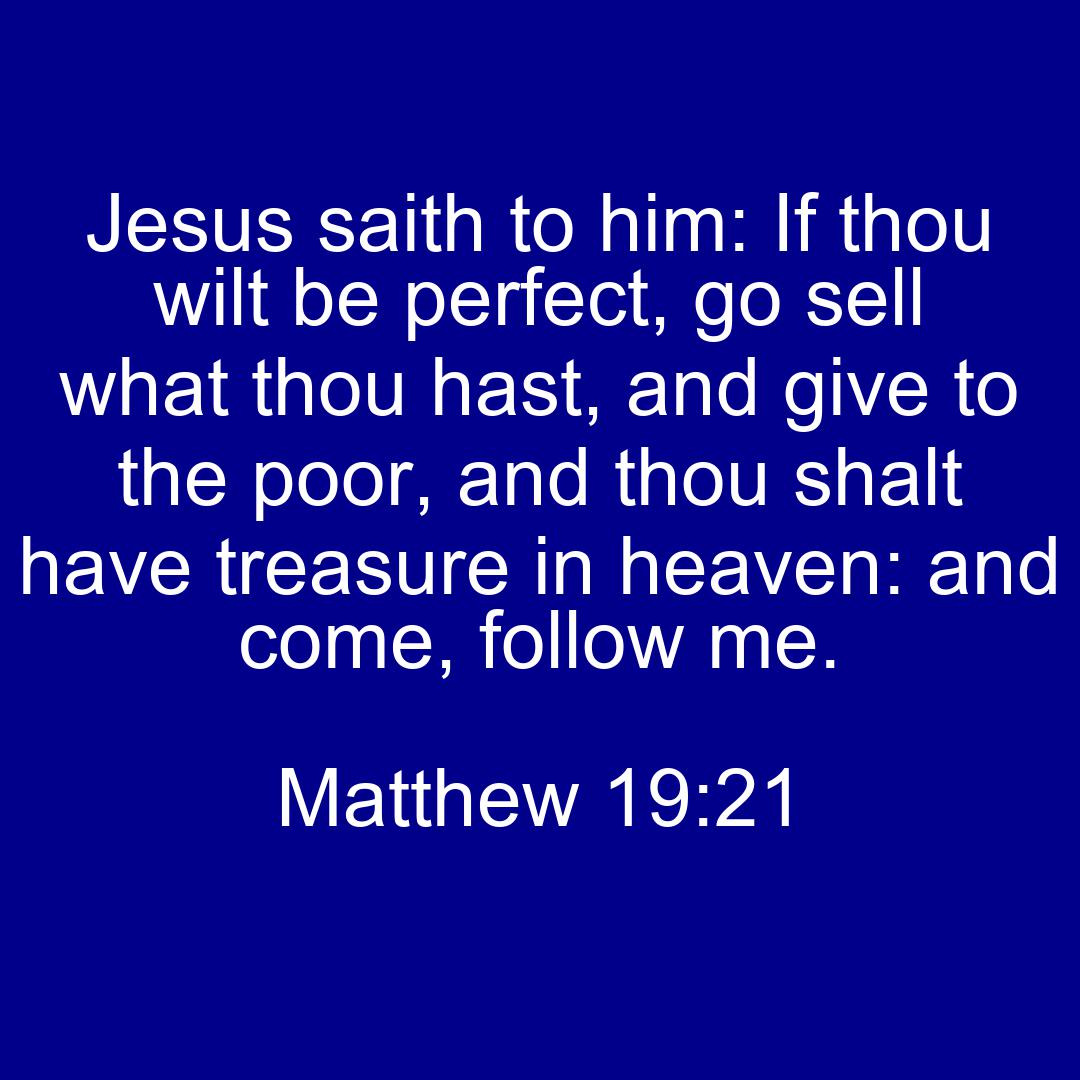 Jesus saith to him: If thou
wilt be perfect, go sell
what thou hast, and give to
the poor, and thou shalt
have treasure in heaven: and
come, follow me.
Matthew 19:21